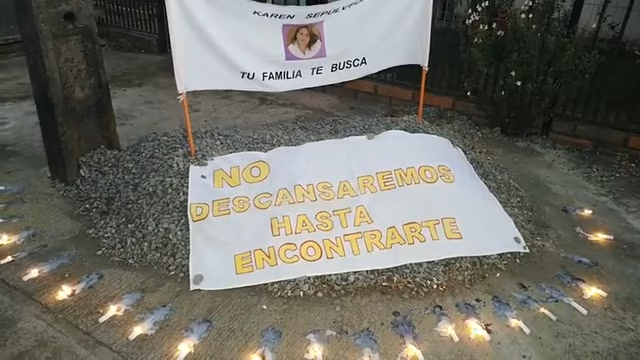 KAREN SEPULVEDA
TU FAMILIA TE BUSCA
NO
DESCANSAREMOS
HASTA
ENCONTRARTE